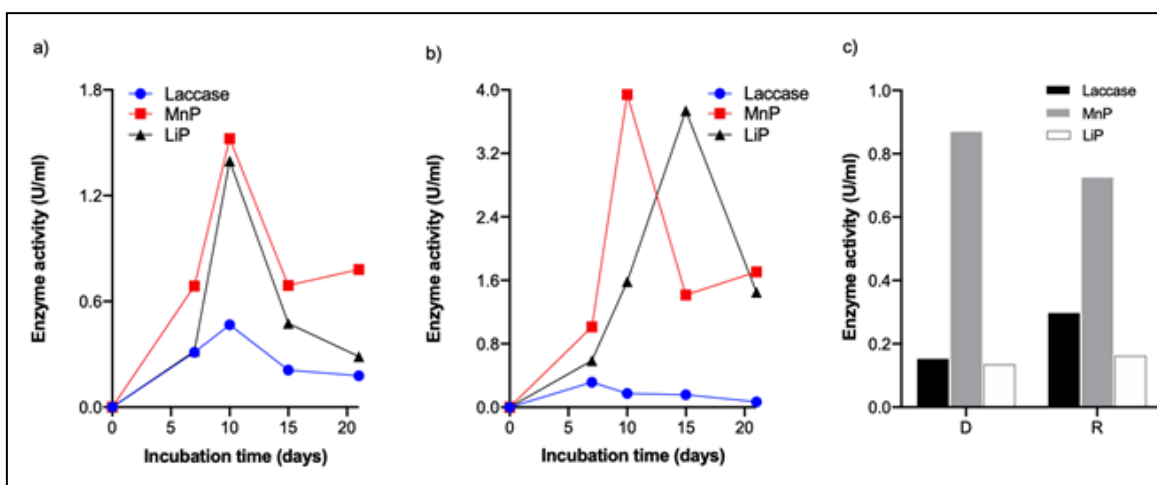 a)
Laccase
MnP
LiP
1.8
1.2
0.6
0.0
0 5 10 15 20
Enzyme activity (U/ml)
Incubation time (days)
b)
Laccase
MnP
LiP
4.0
3.2
2.4
1.6
0.8
0.0
0 5 10 15 20
Enzyme activity (U/ml)
Incubation time (days)
c)
Laccase
MnP
LiP
1.0
0.8
0.6
0.4
0.2
0.0
D R
Enzyme activity (U/ml)